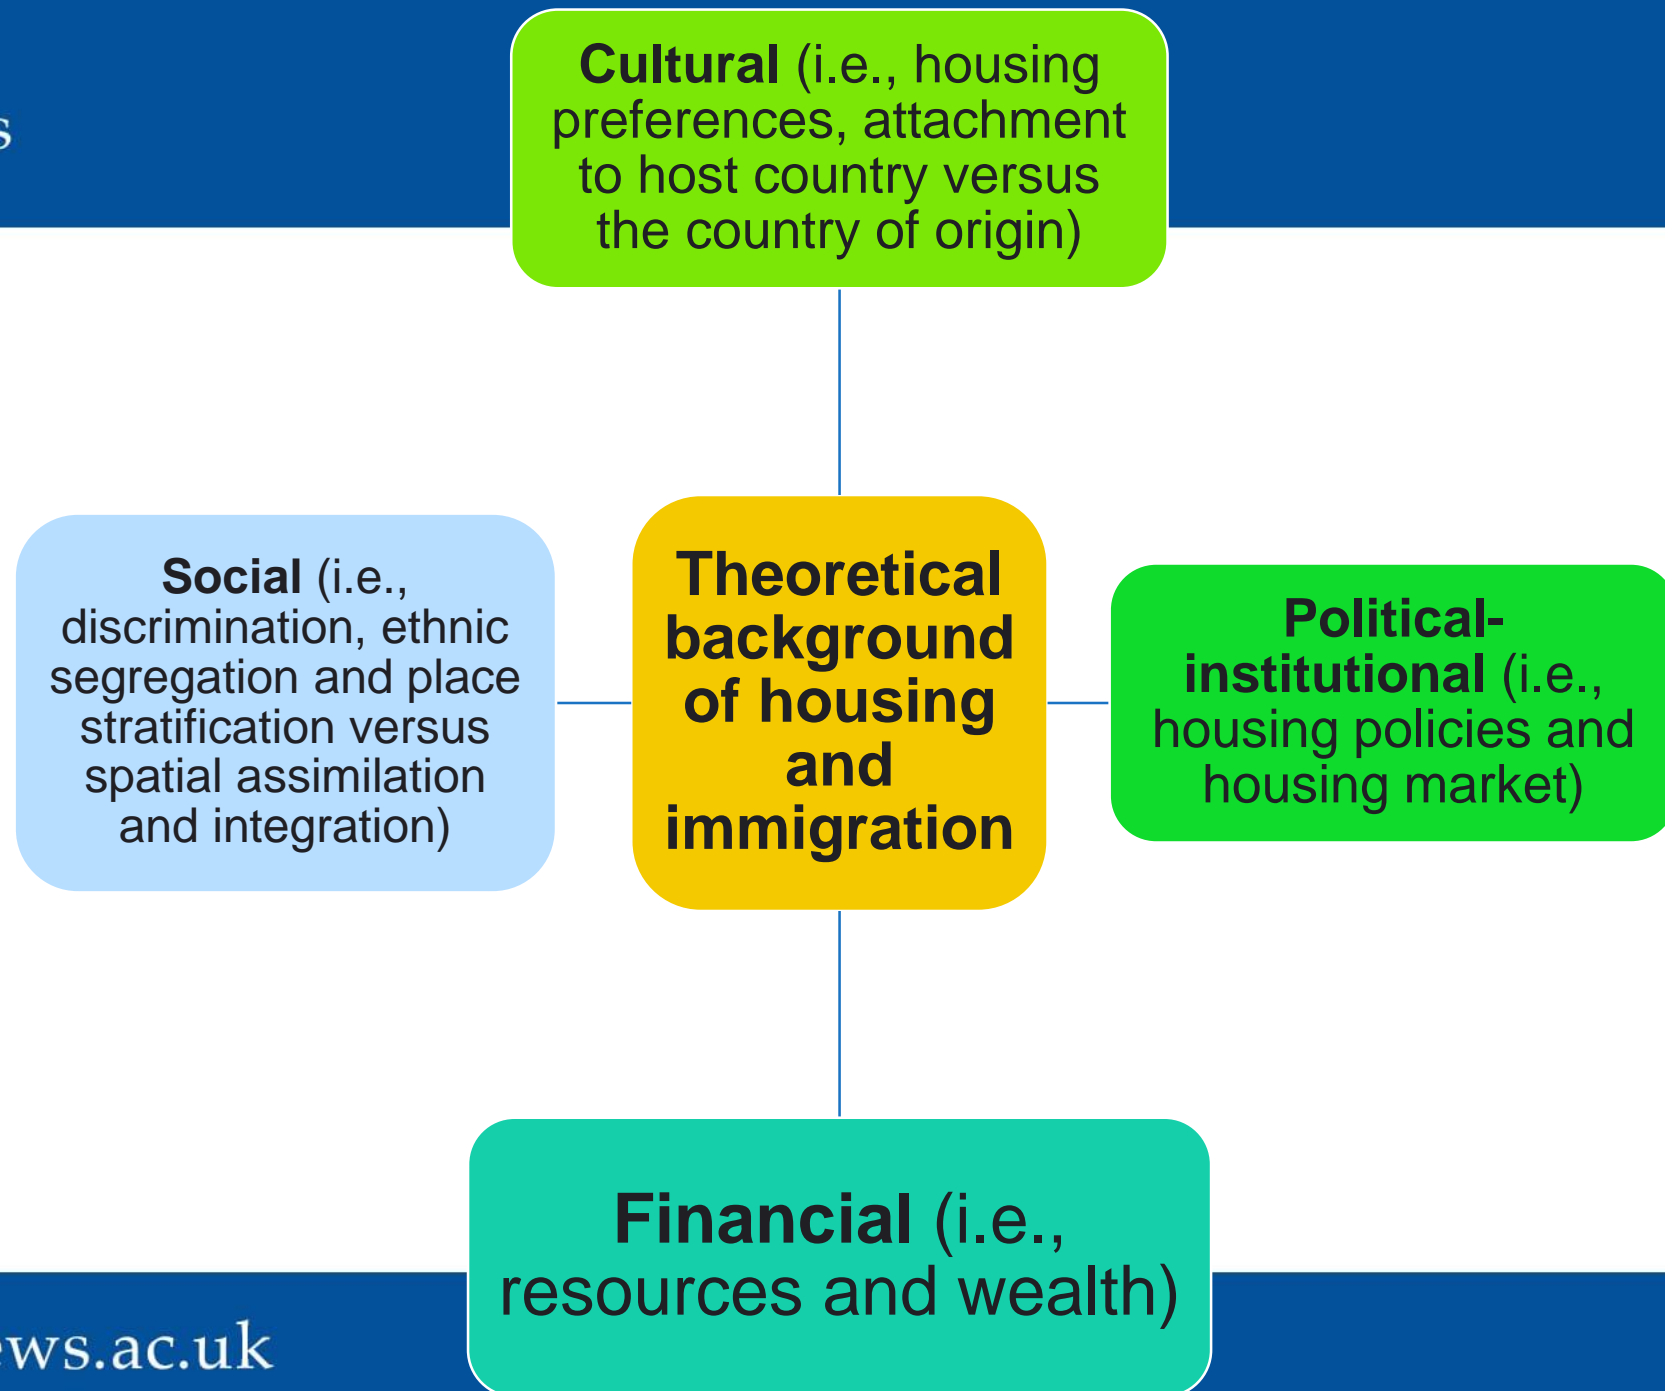 s
Cultural (i.e., housing
preferences, attachment
to host country versus
the country of origin)
Social (i.e.,
discrimination, ethnic
segregation and place
stratification versus
spatial assimilation
and integration)
Theoretical
background
of housing
and
immigration
Political-
institutional (i.e.,
housing policies and
housing market)
Financial (i.e.,
resources and wealth)
ews.ac.uk